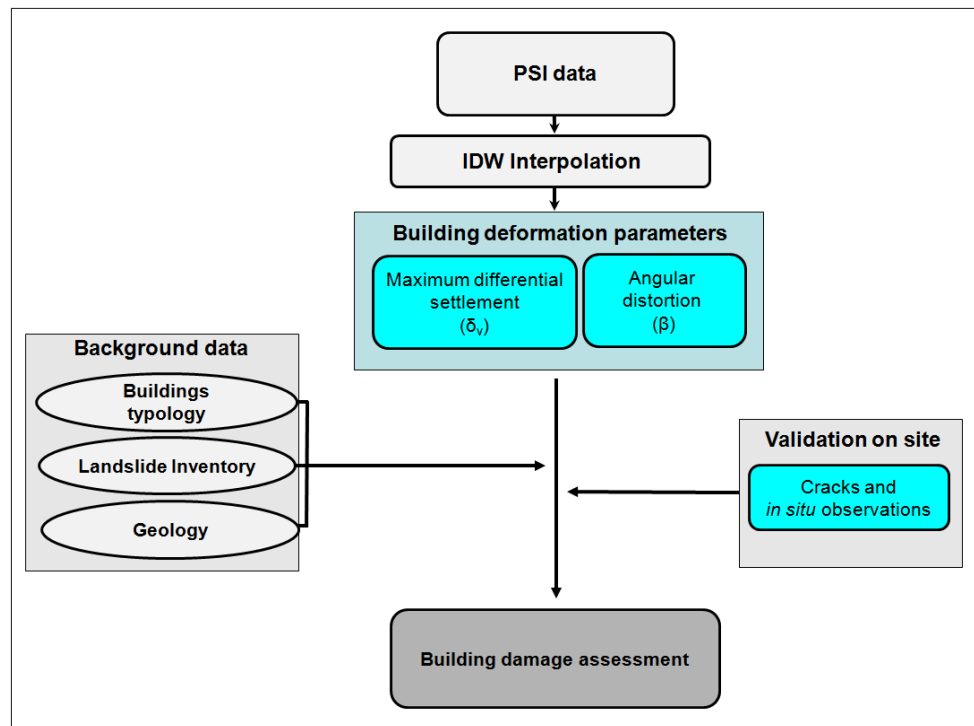 PSI data
IDW Interpolation
Building deformation parameters
Maximum differential
settlement
(δv)
Angular
distortion
(β)
Background data
Buildings
typology
Landslide Inventory
Geology
Validation on site
Cracks and
in situ observations
Building damage assessment